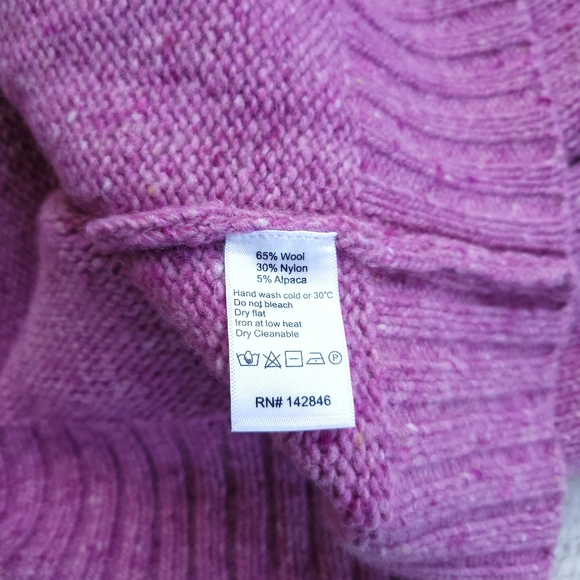 65% Wool
30% Nylon
5% Alpaca
Hand wash cold or 30°C
Do not bleach
Dry flat
Iron at low heat
Dry Cleanable
P
RN# 142846